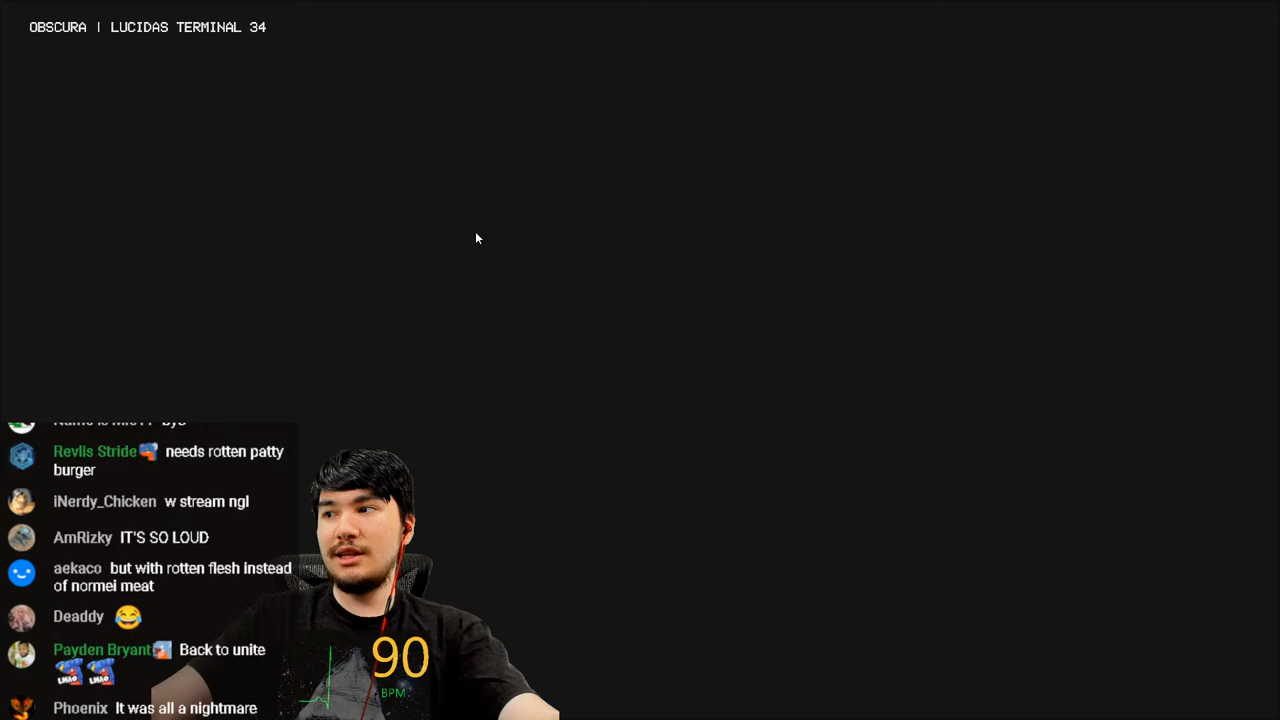 OBSCURA | LUCIDAS TERMINAL 34
Revlis Stride needs rotten patty
burger
iNerdy_Chicken w stream ngl
AmRizky IT'S SO LOUD
aekaco but with rotten flesh instead
of normei meat
Deaddy
Payden Bryant Back to unite
LMAO LMAO
Phoenix It was all a nightmare
90
BPM